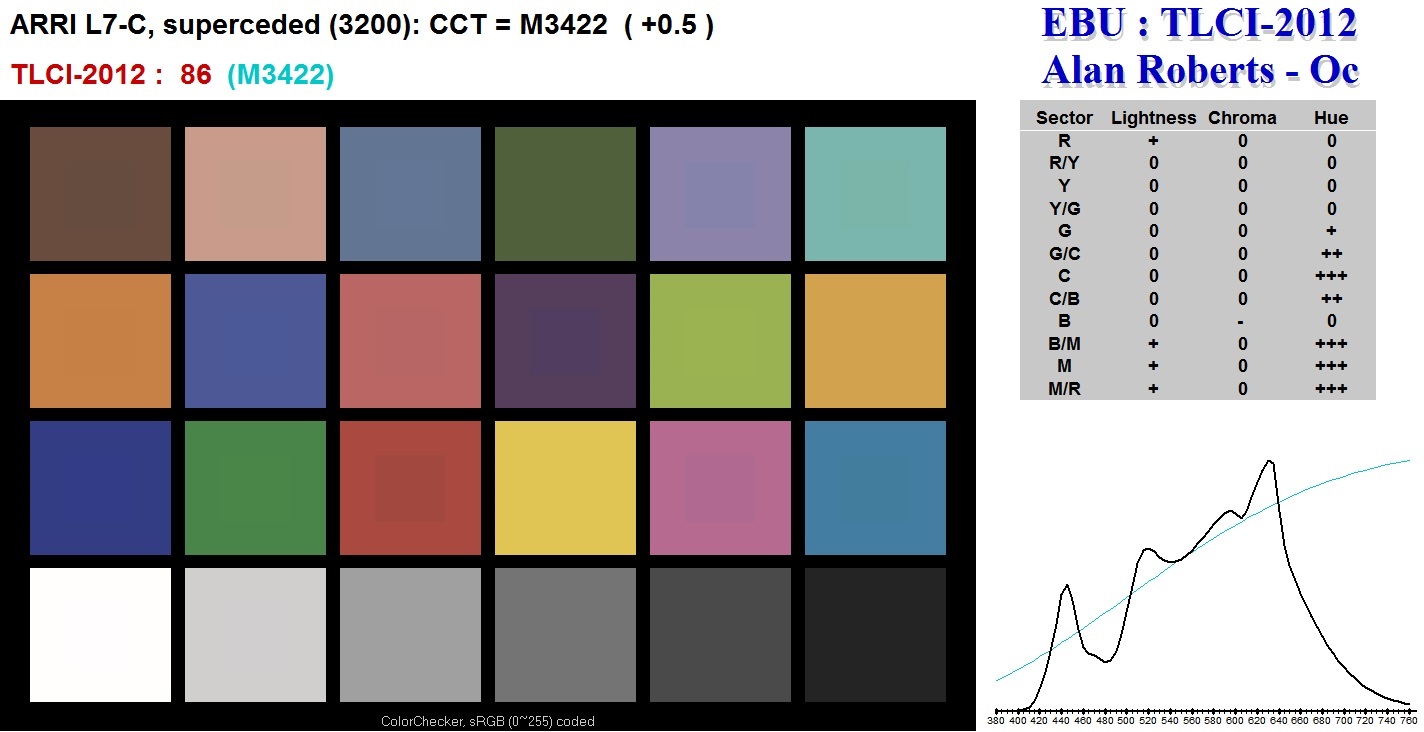 ARRI L7-C, superceded (3200): CCT = M3422 ( +0.5 )
TLCI-2012 : 86 (M3422)
EBU : TLCI-2012
Alan Roberts - Oc
Sector Lightness Chroma Hue
R + 0 0
R/Y 0 0 0
Y 0 0 0
Y/G 0 0 0
G 0 0 +
G/C 0 0 ++
C 0 0 +++
C/B 0 0 ++
B 0 - 0
B/M + 0 +++
M + 0 +++
M/R + 0 +++
380 400 420 440 460 480 500 520 540 560 580 600 620 640 660 680 700 720 740 760
ColorChecker, sRGB (0~255) coded